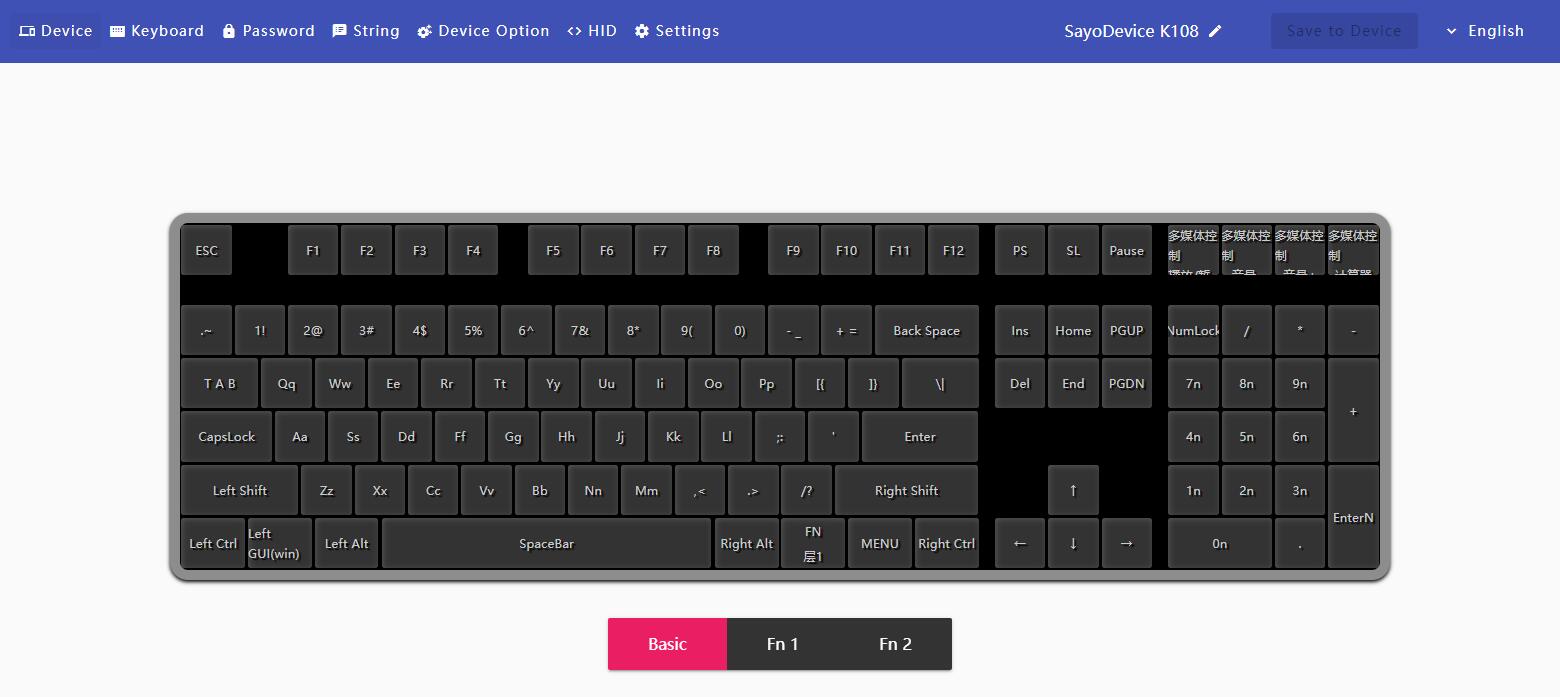 Device Keyboard Password String Device Option HID Settings SayoDevice K108 Save to Device English
ESC F1 F2 F3 F4 F5 F6 F7 F8 F9 F10 F11 F12 PS SL Pause 多媒体控 多媒体控 多媒体控 多媒体控
制 制 制 制
音量 音量 计算器
.~ 1! 2@ 3# 4$ 5% 6^ 7& 8* 9( 0) - _ + = Back Space Ins Home PGUP NumLock / * -
T A B Qq Ww Ee Rr Tt Yy Uu Ii Oo Pp [{ ]} \| Del End PGDN 7n 8n 9n +
CapsLock Aa Ss Dd Ff Gg Hh Jj Kk Ll ;: ' Enter 4n 5n 6n
Left Shift Zz Xx Cc Vv Bb Nn Mm ,< .> /? Right Shift ↑ 1n 2n 3n EnterN
Left Ctrl Left GUI(win) Left Alt SpaceBar Right Alt FN 层1 MENU Right Ctrl ← ↓ → 0n .
Basic Fn 1 Fn 2